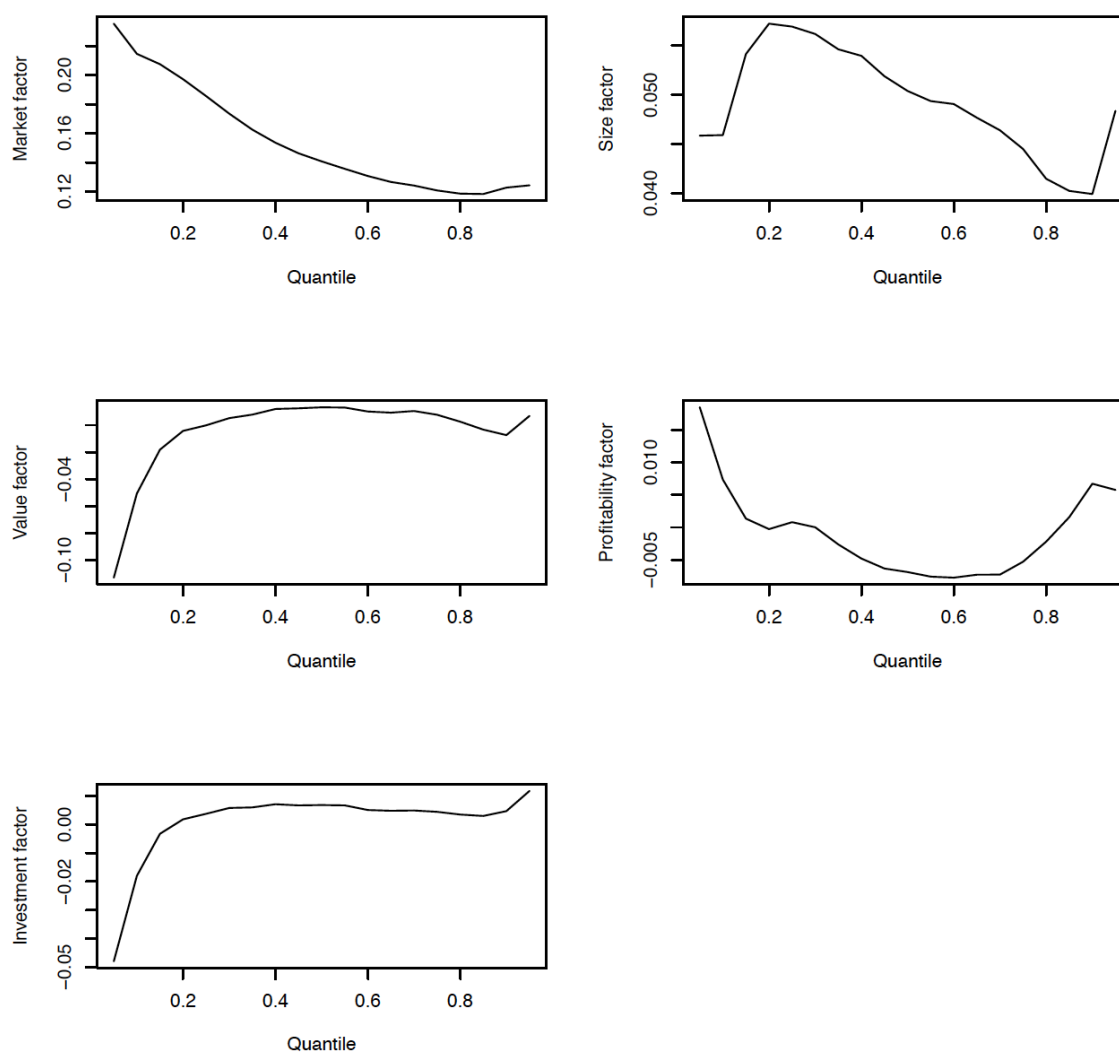 Market factor
0.20
0.16
0.12
0.2 0.4 0.6 0.8
Quantile
Size factor
0.050
0.040
0.2 0.4 0.6 0.8
Quantile
Value factor
−0.04
−0.10
0.2 0.4 0.6 0.8
Quantile
Profitability factor
0.010
−0.005
0.2 0.4 0.6 0.8
Quantile
Investment factor
0.00
−0.02
−0.05
0.2 0.4 0.6 0.8
Quantile